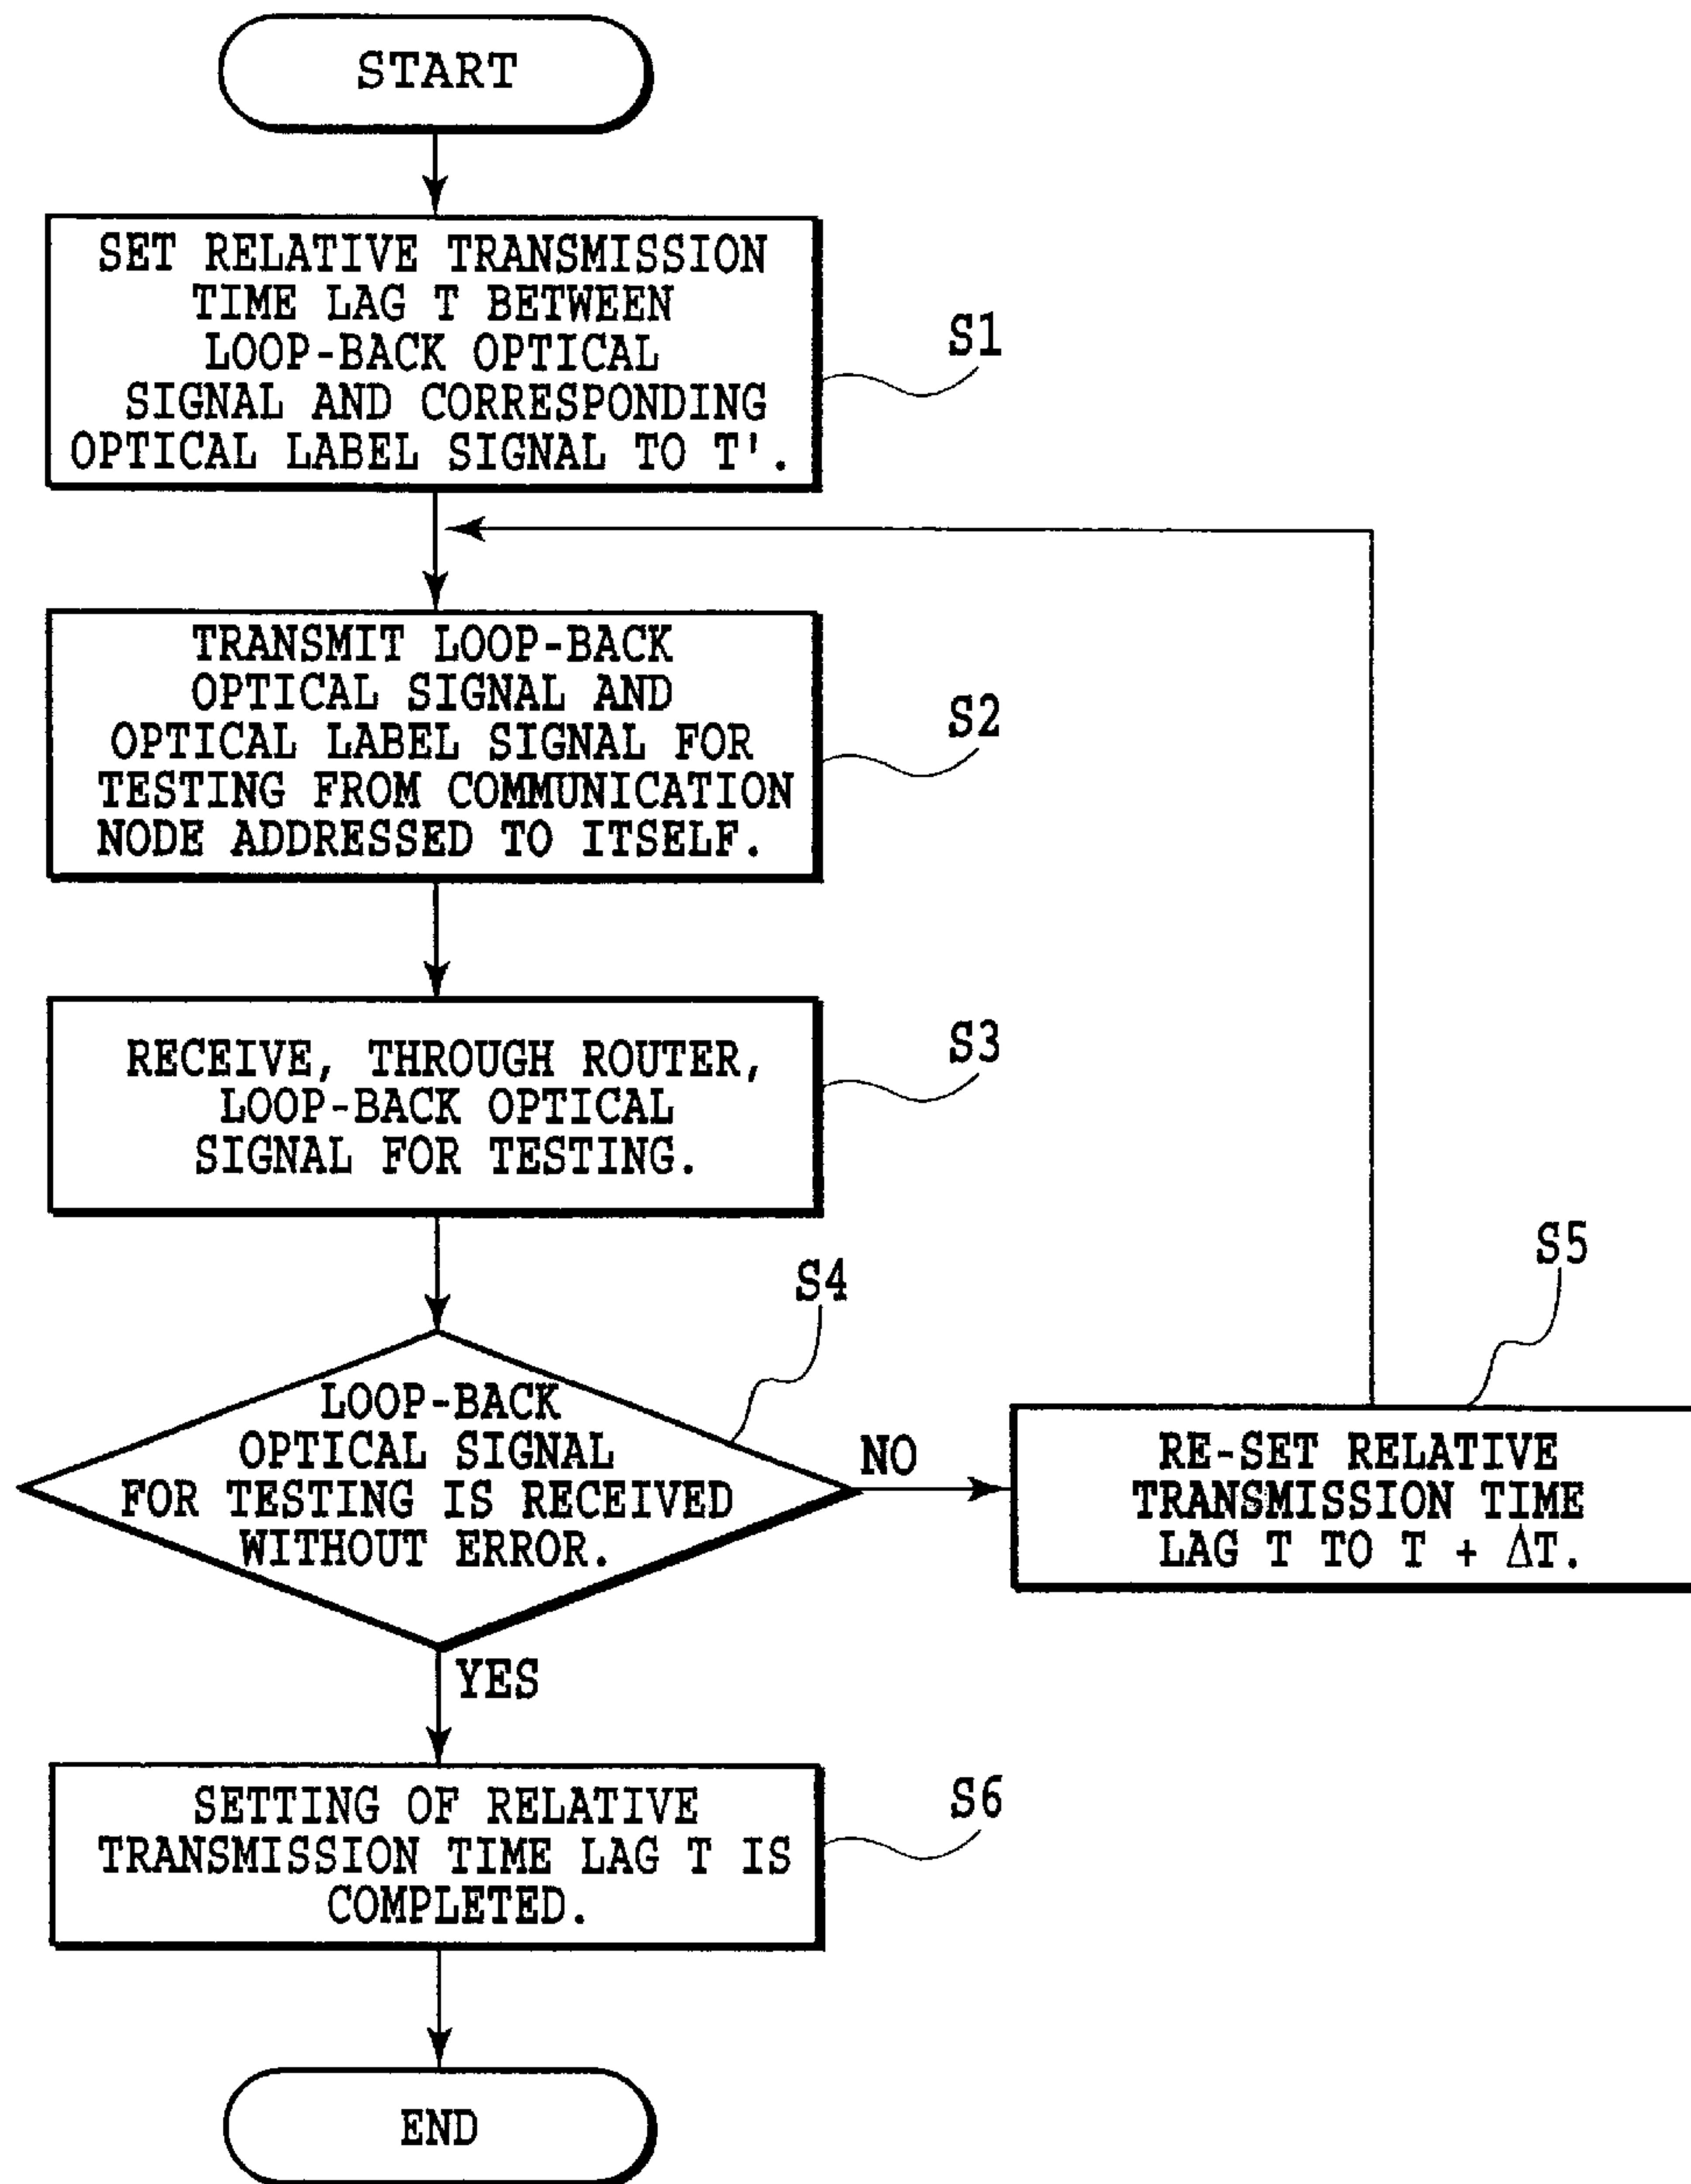 START
SET RELATIVE TRANSMISSION
TIME LAG T BETWEEN
LOOP-BACK OPTICAL
SIGNAL AND CORRESPONDING
OPTICAL LABEL SIGNAL TO T'.
S1
TRANSMIT LOOP-BACK
OPTICAL SIGNAL AND
OPTICAL LABEL SIGNAL FOR
TESTING FROM COMMUNICATION
NODE ADDRESSED TO ITSELF.
S2
RECEIVE, THROUGH ROUTER,
LOOP-BACK OPTICAL
SIGNAL FOR TESTING.
S3
LOOP-BACK
OPTICAL SIGNAL
FOR TESTING IS RECEIVED
WITHOUT ERROR.
S4
NO
RE-SET RELATIVE
TRANSMISSION TIME
LAG T TO T + ΔT.
S5
YES
SETTING OF RELATIVE
TRANSMISSION TIME LAG T IS
COMPLETED.
S6
END